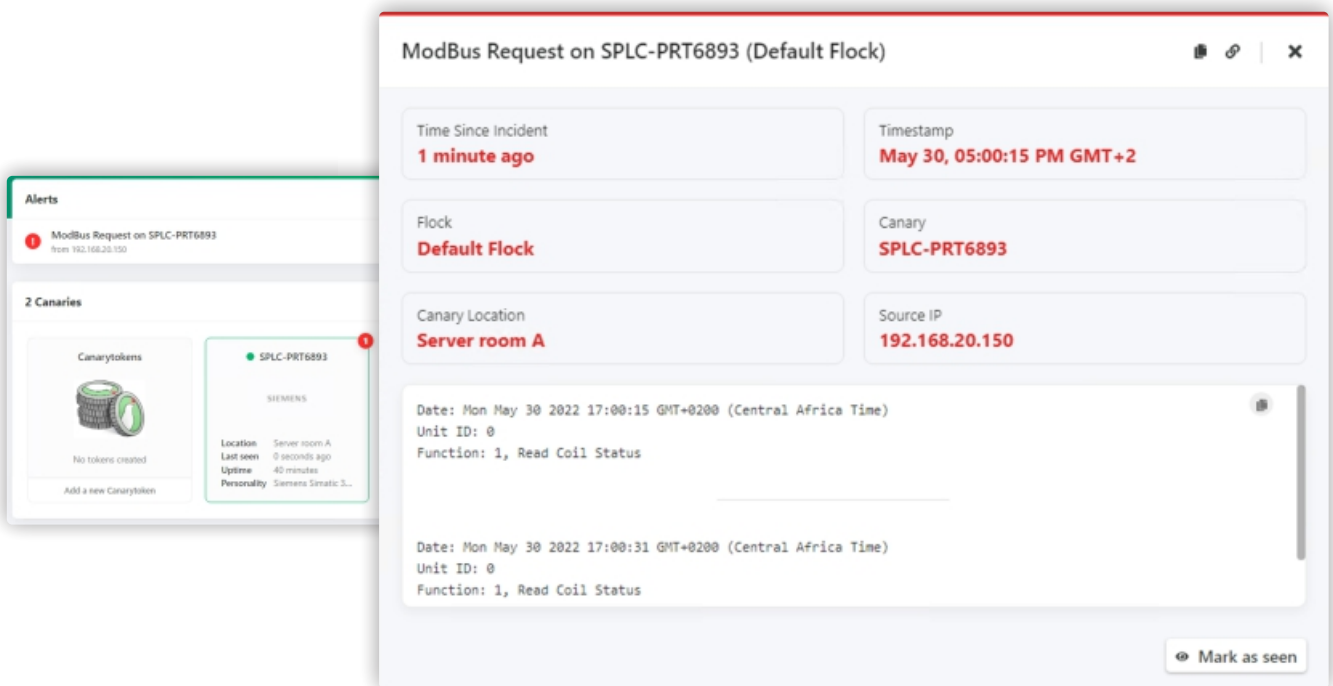 Alerts
ModBus Request on SPLC-PRT6893
from 192.168.20.150
2 Canaries
Canarytokens
No tokens created
Add a new Canarytoken
SPLC-PRT6893
1
SIEMENS
Location Server room A
Last seen 0 seconds ago
Uptime 40 minutes
Personality Siemens Simatic 3...
ModBus Request on SPLC-PRT6893 (Default Flock)
Time Since Incident
1 minute ago
Timestamp
May 30, 05:00:15 PM GMT+2
Flock
Default Flock
Canary
SPLC-PRT6893
Canary Location
Server room A
Source IP
192.168.20.150
Date: Mon May 30 2022 17:00:15 GMT+0200 (Central Africa Time)
Unit ID: 0
Function: 1, Read Coil Status
Date: Mon May 30 2022 17:00:31 GMT+0200 (Central Africa Time)
Unit ID: 0
Function: 1, Read Coil Status
Mark as seen